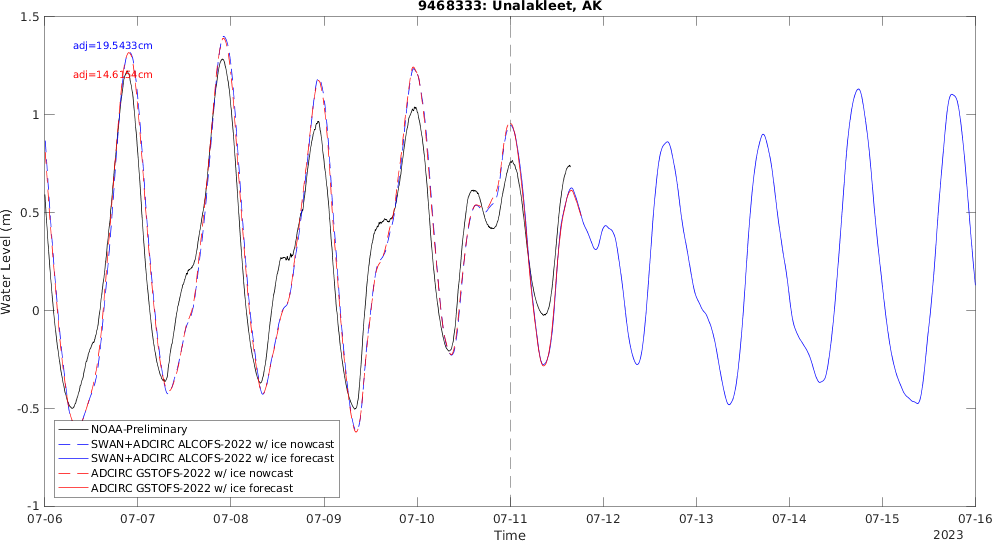 9468333: Unalakleet, AK
1.5
1
0.5
0
-0.5
-1
Water Level (m)
adj=19.5433cm
adj=14.6154cm
NOAA-Preliminary
SWAN+ADCIRC ALCOFS-2022 w/ ice nowcast
SWAN+ADCIRC ALCOFS-2022 w/ ice forecast
ADCIRC GSTOFS-2022 w/ ice nowcast
ADCIRC GSTOFS-2022 w/ ice forecast
07-06 07-07 07-08 07-09 07-10 07-11 07-12 07-13 07-14 07-15 07-16
Time
2023